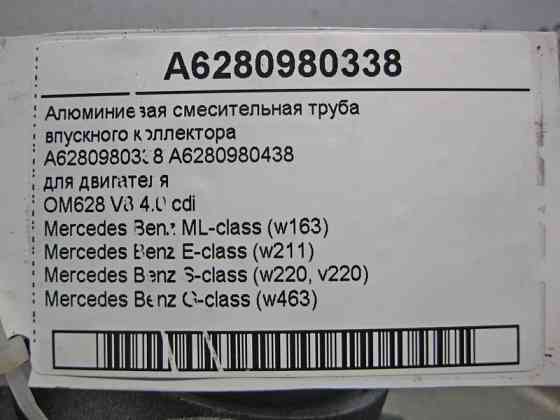 A6280980338
Алюминиевая смесительная труба
впускного коллектора
A6280980338 A6280980438
для двигателя
OM628 V8 4.0 cdi
Mercedes Benz ML-class (w163)
Mercedes Benz E-class (w211)
Mercedes Benz S-class (w220, v220)
Mercedes Benz G-class (w463)